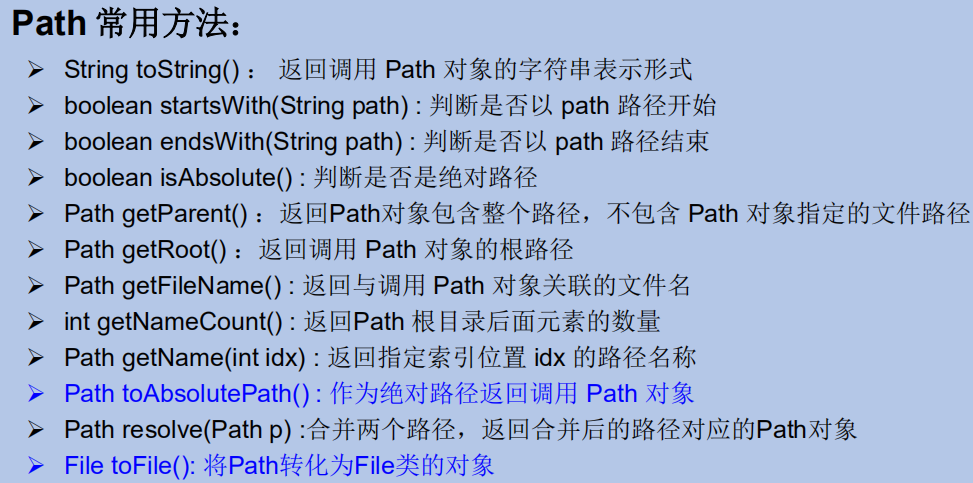 Path 常用方法：
➢ String toString() ： 返回调用 Path 对象的字符串表示形式
➢ boolean startsWith(String path) : 判断是否以 path 路径开始
➢ boolean endsWith(String path) : 判断是否以 path 路径结束
➢ boolean isAbsolute() : 判断是否是绝对路径
➢ Path getParent() ：返回Path对象包含整个路径，不包含 Path 对象指定的文件路径
➢ Path getRoot() ：返回调用 Path 对象的根路径
➢ Path getFileName() : 返回与调用 Path 对象关联的文件名
➢ int getNameCount() : 返回Path 根目录后面元素的数量
➢ Path getName(int idx) : 返回指定索引位置 idx 的路径名称
➢ Path toAbsolutePath() : 作为绝对路径返回调用 Path 对象
➢ Path resolve(Path p) :合并两个路径，返回合并后的路径对应的Path对象
➢ File toFile(): 将Path转化为File类的对象